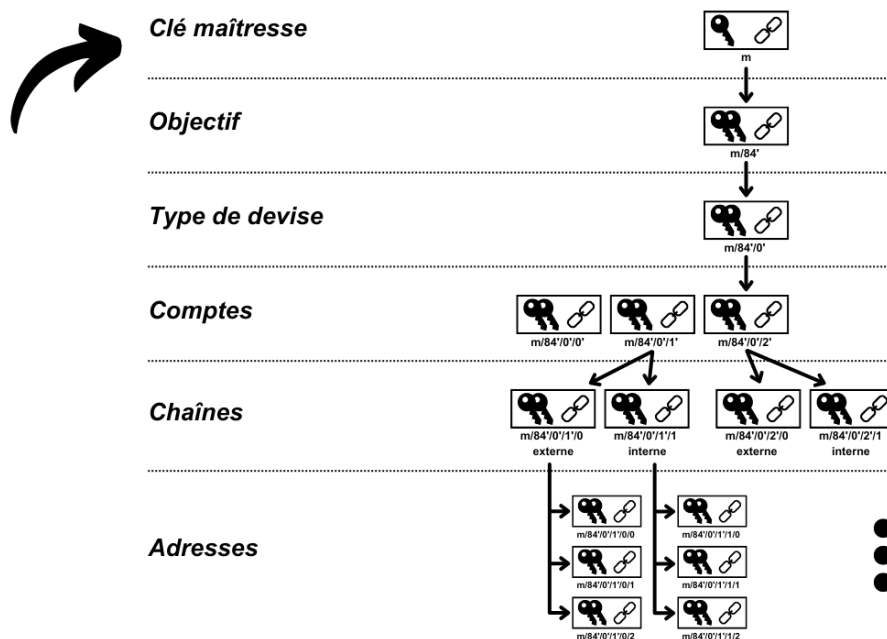 Clé maîtresse
m
Objectif
m/84'
Type de devise
m/84'/0'
Comptes
m/84'/0'/0' m/84'/0'/1' m/84'/0'/2'
Chaînes
m/84'/0'/1'/0 m/84'/0'/1'/1 m/84'/0'/2'/0 m/84'/0'/2'/1
externe interne externe interne
m/84'/0'/1'/0/0 m/84'/0'/1'/1/0
Adresses
m/84'/0'/1'/0/1 m/84'/0'/1'/1/1
m/84'/0'/1'/0/2 m/84'/0'/1'/1/2